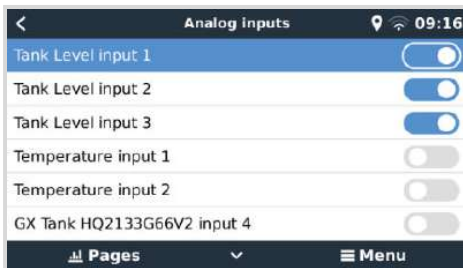 Analog inputs 09:16
Tank Level input 1
Tank Level input 2
Tank Level input 3
Temperature input 1
Temperature input 2
GX Tank HQ2133G66V2 input 4
Pages Menu